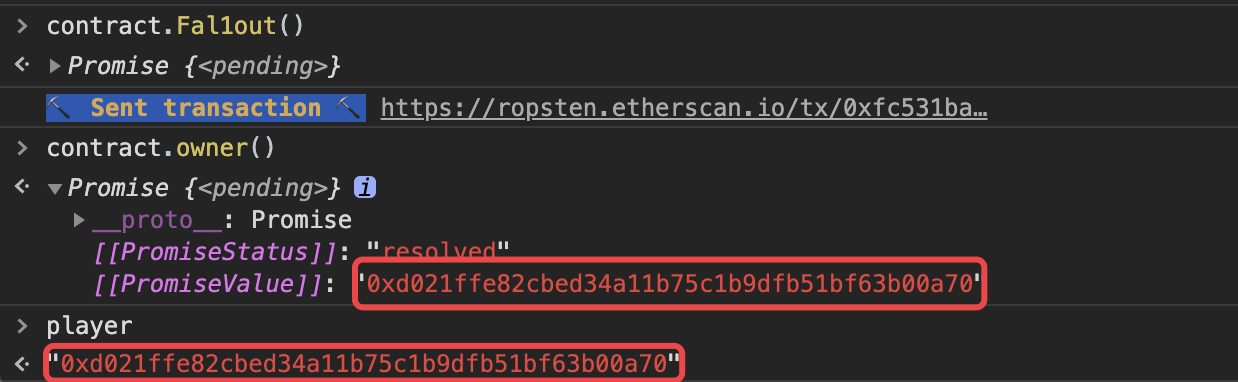 > contract.Fal1out()
<· ▶ Promise {<pending>}
⛏ Sent transaction ⛏ https://ropsten.etherscan.io/tx/0xfc531ba…
> contract.owner()
<· ▼ Promise {<pending>} i
▶ __proto__: Promise
[[PromiseStatus]]: "resolved"
[[PromiseValue]]: "0xd021ffe82cbed34a11b75c1b9dfb51bf63b00a70"
> player
<· "0xd021ffe82cbed34a11b75c1b9dfb51bf63b00a70"